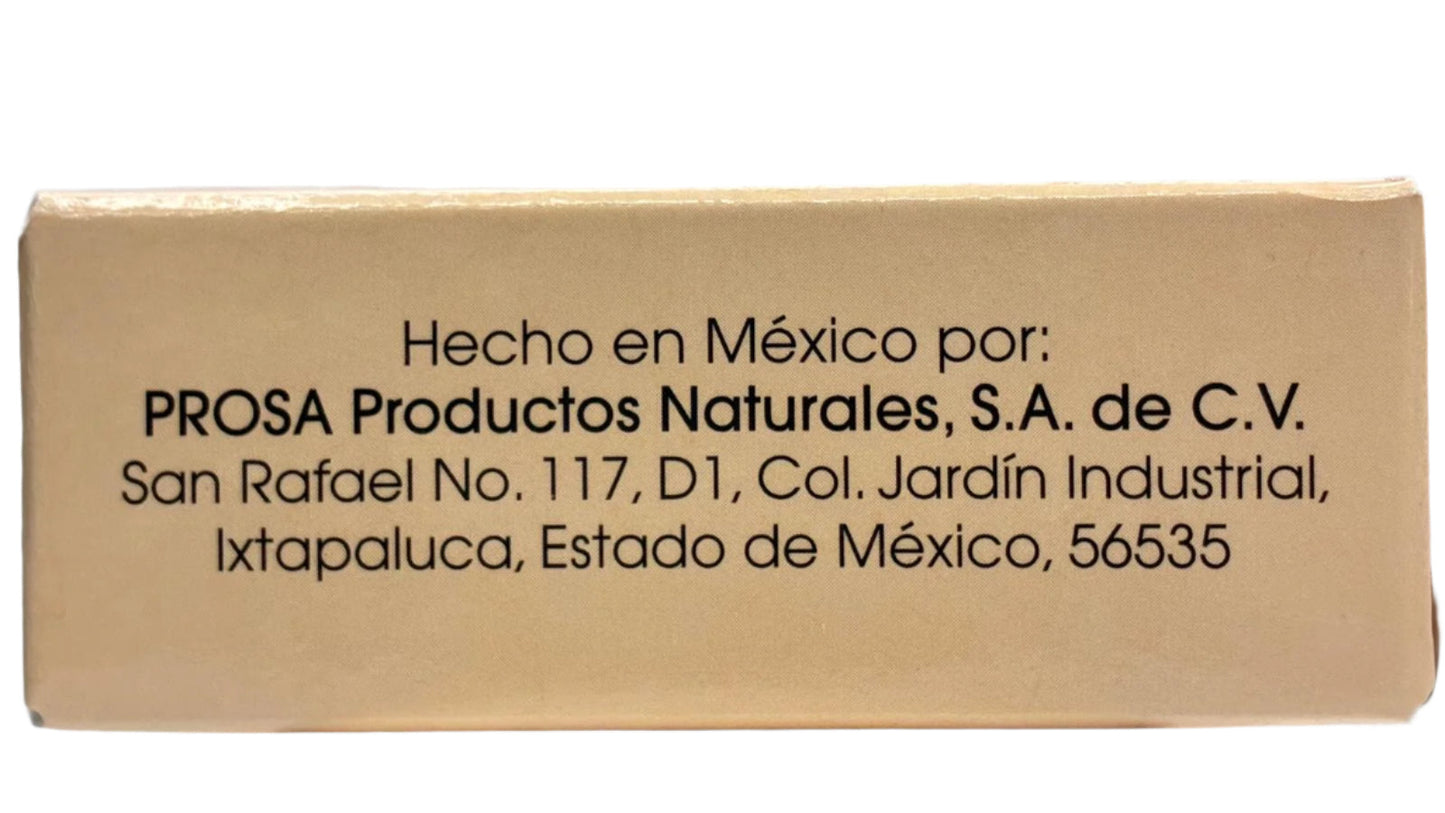 Hecho en México por:
PROSA Productos Naturales, S.A. de C.V.
San Rafael No. 117, D1, Col. Jardín Industrial,
Ixtapaluca, Estado de México, 56535